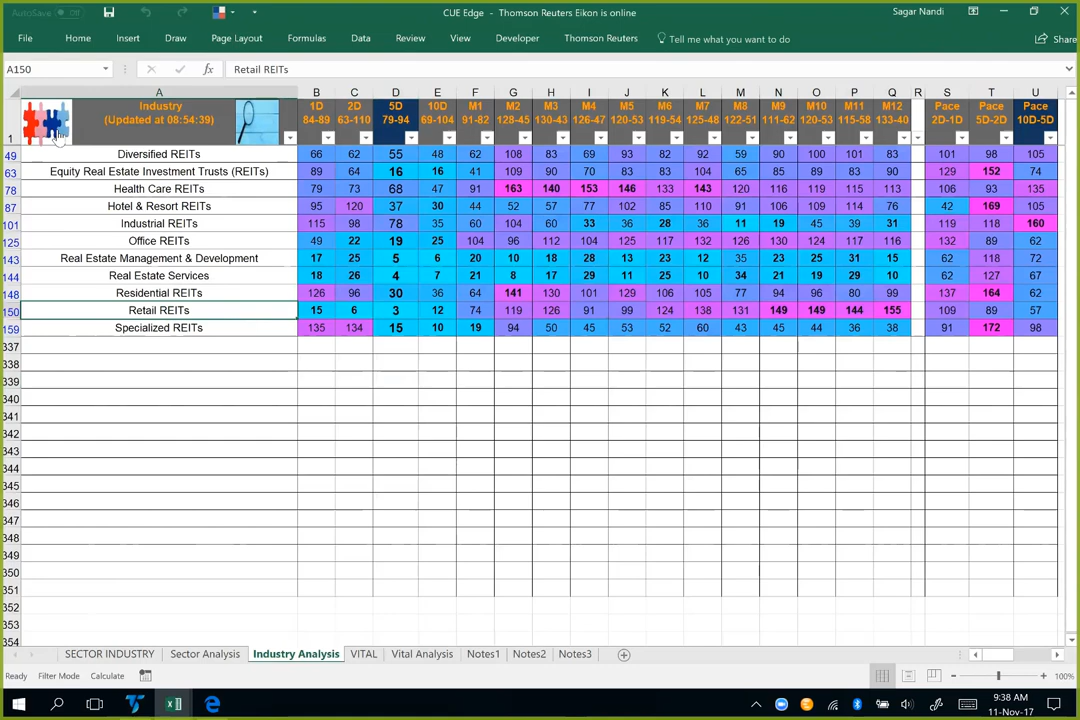 AutoSave Off
CUE Edge - Thomson Reuters Eikon is online
Sagar Nandi
File Home Insert Draw Page Layout Formulas Data Review View Developer Thomson Reuters Tell me what you want to do Share
A150 fx Retail REITs
A B C D E F G H I J K L M N O P Q R S T U
Industry 1D 2D 5D 10D M1 M2 M3 M4 M5 M6 M7 M8 M9 M10 M11 M12 Pace Pace Pace
1 (Updated at 08:54:39) 84-89 63-110 79-94 69-104 91-82 128-45 130-43 126-47 120-53 119-54 125-48 122-51 111-62 120-53 115-58 133-40 2D-1D 5D-2D 10D-5D
49 Diversified REITs 66 62 55 48 62 108 83 69 93 82 92 59 90 100 101 83 101 98 105
63 Equity Real Estate Investment Trusts (REITs) 89 64 16 16 41 109 90 70 83 83 104 65 85 89 83 90 129 152 74
78 Health Care REITs 79 73 68 47 91 163 140 153 146 133 143 120 116 119 115 113 106 93 135
87 Hotel & Resort REITs 95 120 37 30 44 52 57 77 102 85 110 91 106 109 114 76 42 169 105
101 Industrial REITs 115 98 78 35 60 104 60 33 36 28 36 11 19 45 39 31 119 118 160
125 Office REITs 49 22 19 25 104 96 112 104 125 117 132 126 130 124 117 116 132 89 62
143 Real Estate Management & Development 17 25 5 6 20 10 18 28 13 23 12 35 23 25 31 15 62 118 72
144 Real Estate Services 18 26 4 7 21 8 17 29 11 25 10 34 21 19 29 10 62 127 67
148 Residential REITs 126 96 30 36 64 141 130 101 129 106 108 77 94 96 80 99 137 164 62
150 Retail REITs 15 6 3 12 74 119 126 91 99 124 138 131 149 149 144 155 109 89 57
159 Specialized REITs 135 134 15 10 19 94 50 45 53 52 60 43 45 44 36 38 91 172 98
337
338
339
340
341
342
343
344
345
346
347
348
349
350
351
352
353
354
SECTOR INDUSTRY Sector Analysis Industry Analysis VITAL Vital Analysis Notes1 Notes2 Notes3
Ready Filter Mode Calculate 100%
9:38 AM
11-Nov-17